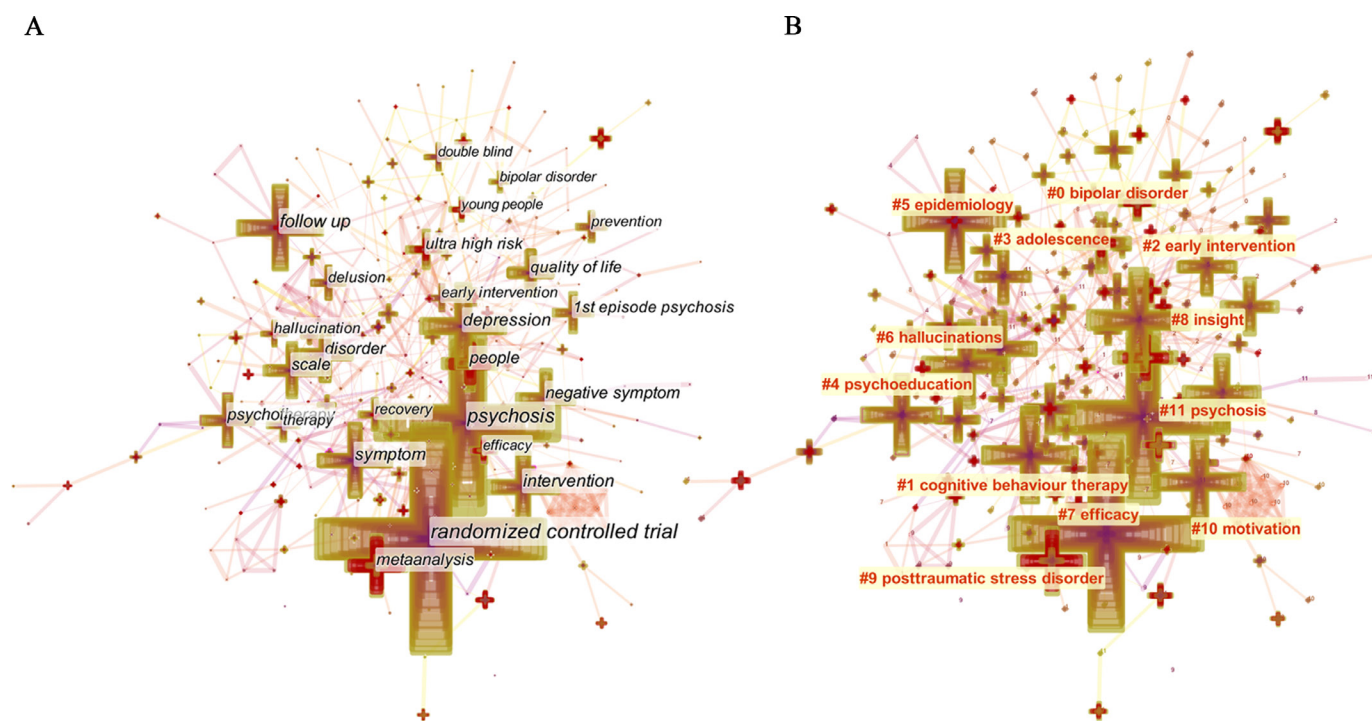 A
double blind
bipolar disorder
young people
follow up
prevention
ultra high risk
quality of life
delusion
early intervention
1st episode psychosis
depression
hallucination
disorder
people
scale
negative symptom
psychotherapy
therapy
recovery
psychosis
efficacy
symptom
intervention
randomized controlled trial
metaanalysis
B
#0 bipolar disorder
#5 epidemiology
#3 adolescence
#2 early intervention
#8 insight
#6 hallucinations
#4 psychoeducation
#11 psychosis
#1 cognitive behaviour therapy
#7 efficacy
#10 motivation
#9 posttraumatic stress disorder